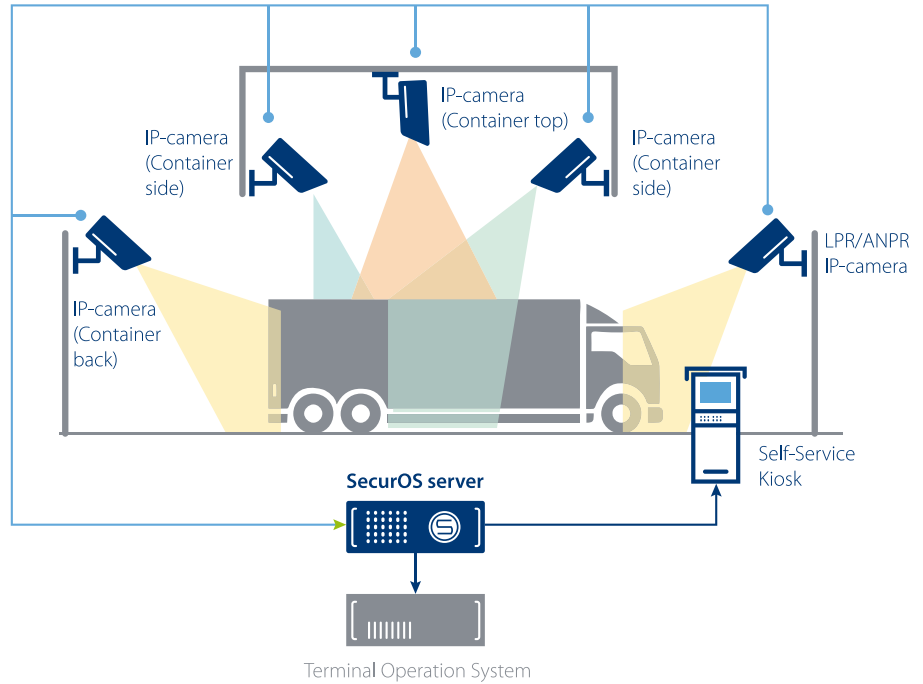 IP-camera
(Container top)
IP-camera
(Container
side)
IP-camera
(Container
side)
LPR/ANPR
IP-camera
IP-camera
(Container
back)
Self-Service
Kiosk
SecurOS server
S
Terminal Operation System